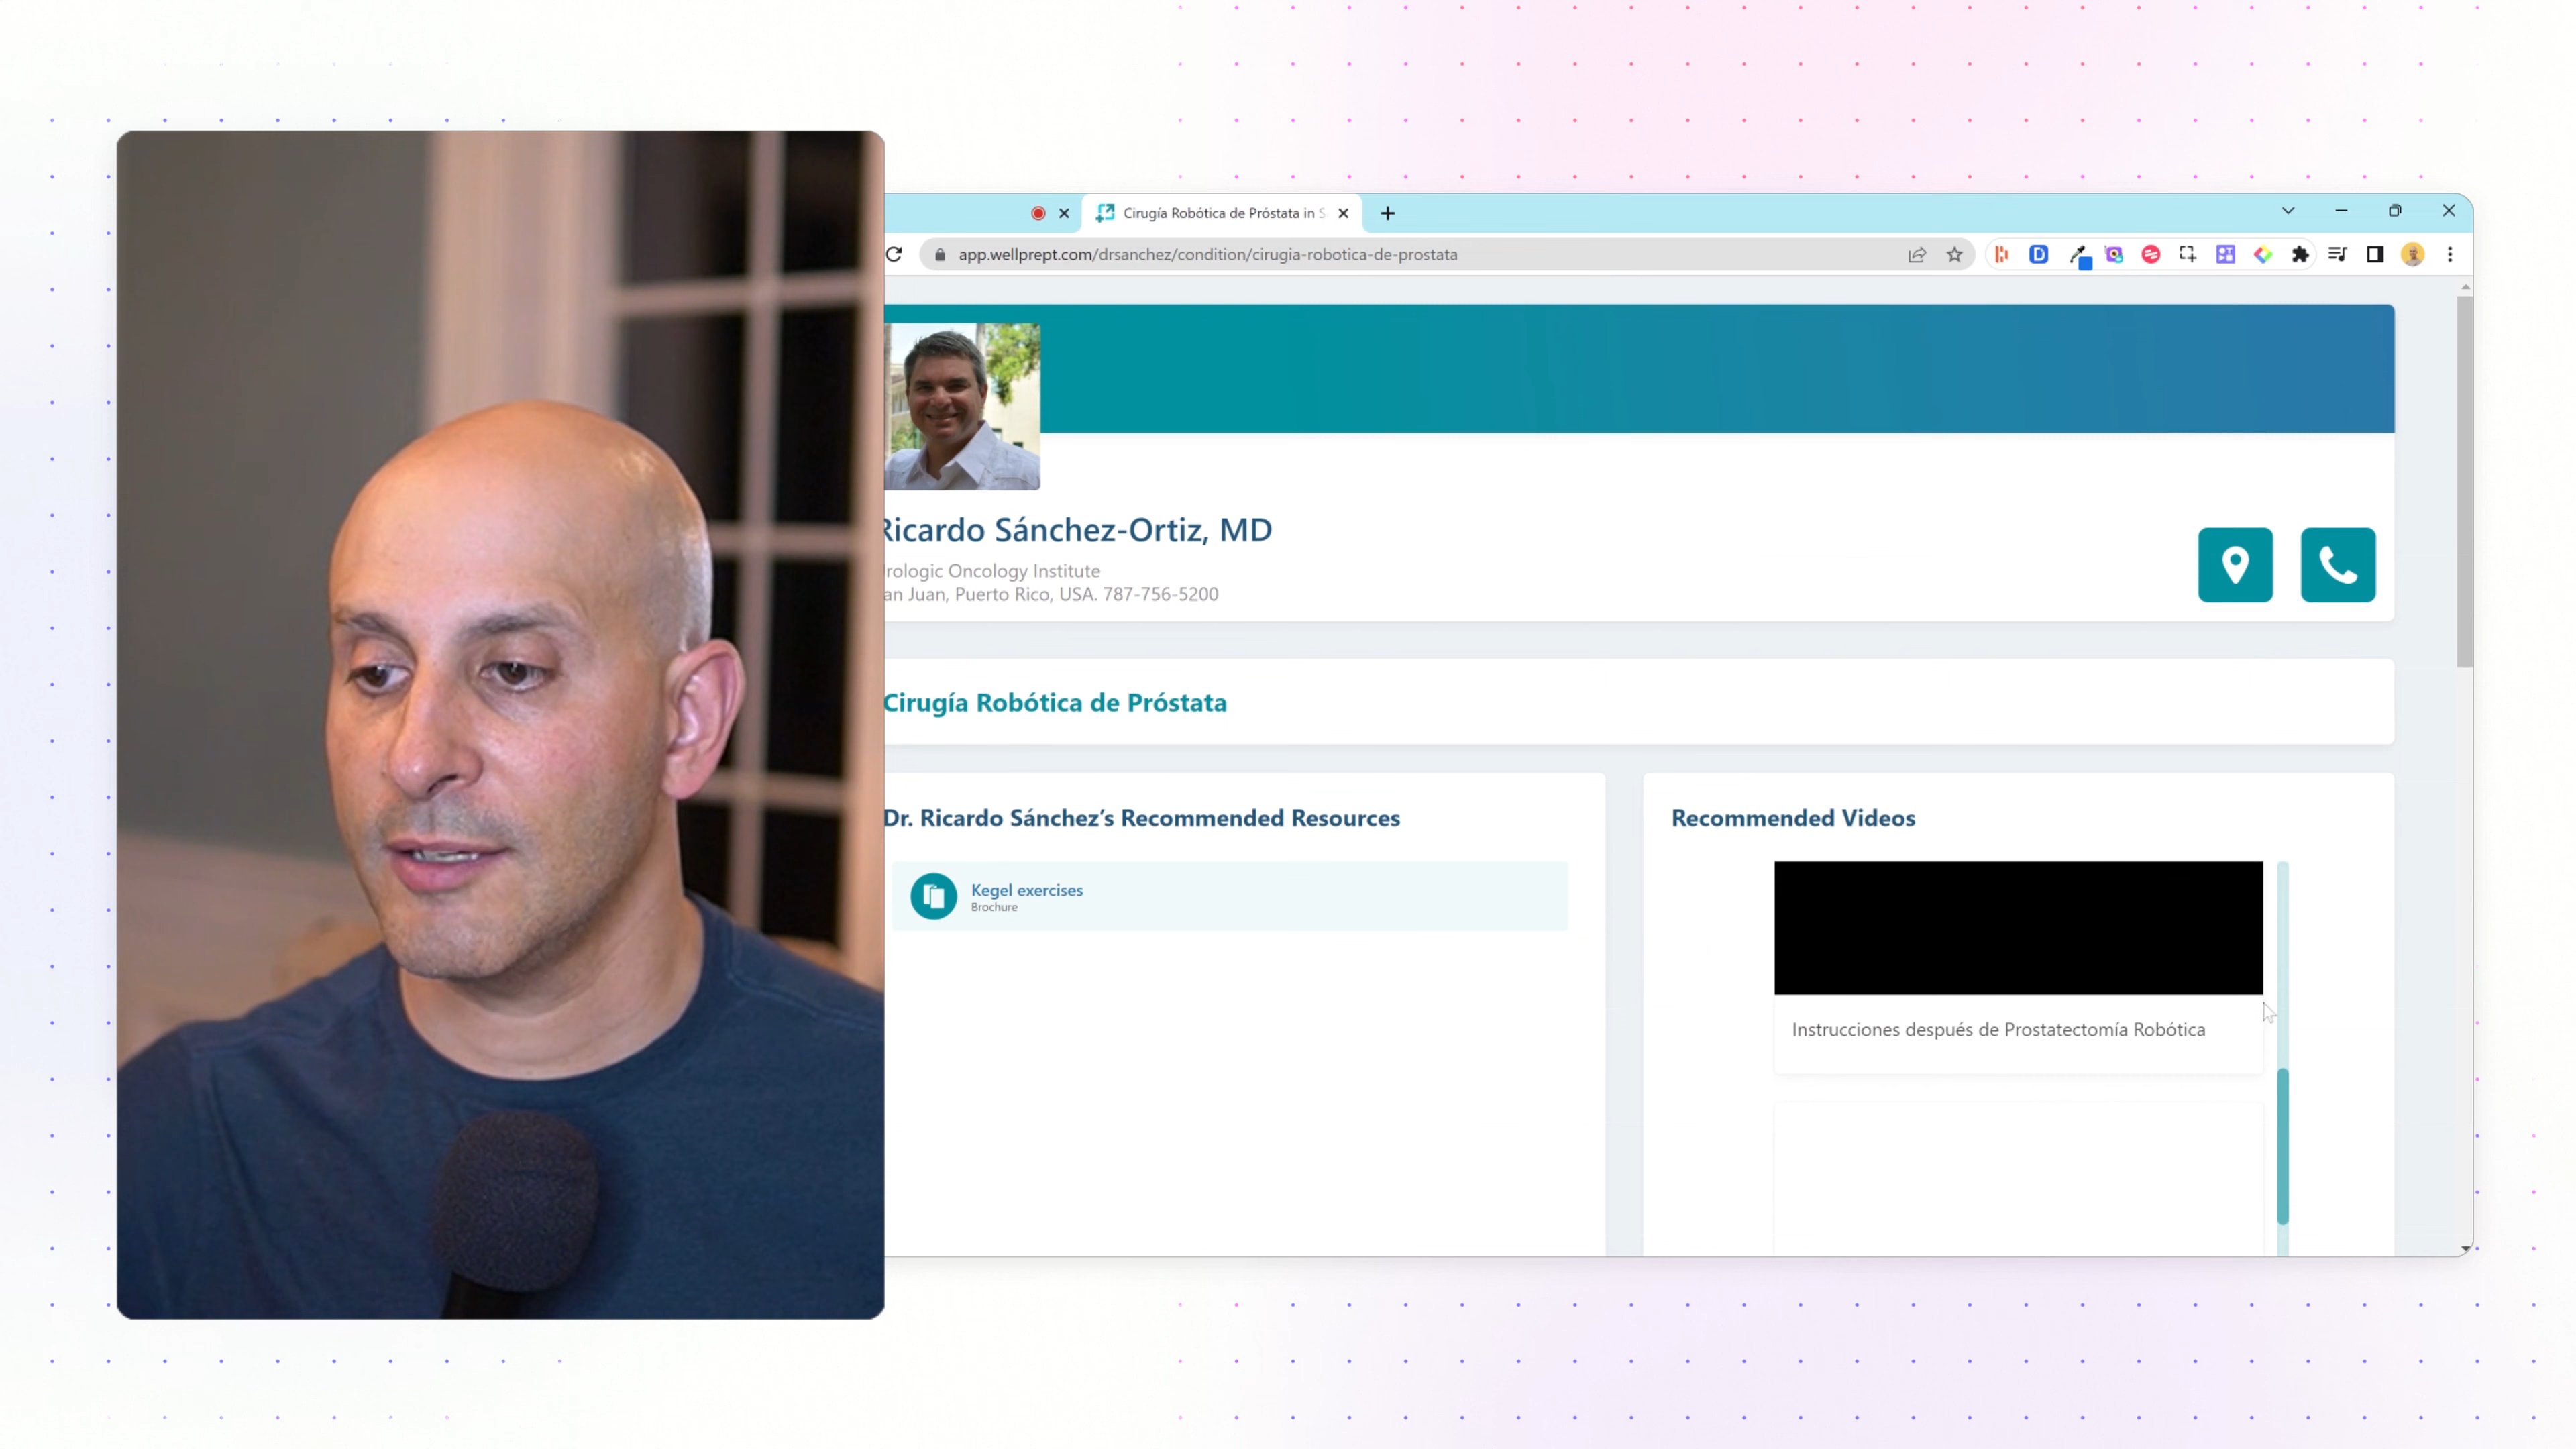 Cirugía Robótica de Próstata in S
app.wellprept.com/drsanchez/condition/cirugia-robotica-de-prostata
Ricardo Sánchez-Ortiz, MD
rologic Oncology Institute
an Juan, Puerto Rico, USA. 787-756-5200
Cirugía Robótica de Próstata
Dr. Ricardo Sánchez's Recommended Resources
Kegel exercises
Brochure
Recommended Videos
Instrucciones después de Prostatectomía Robótica